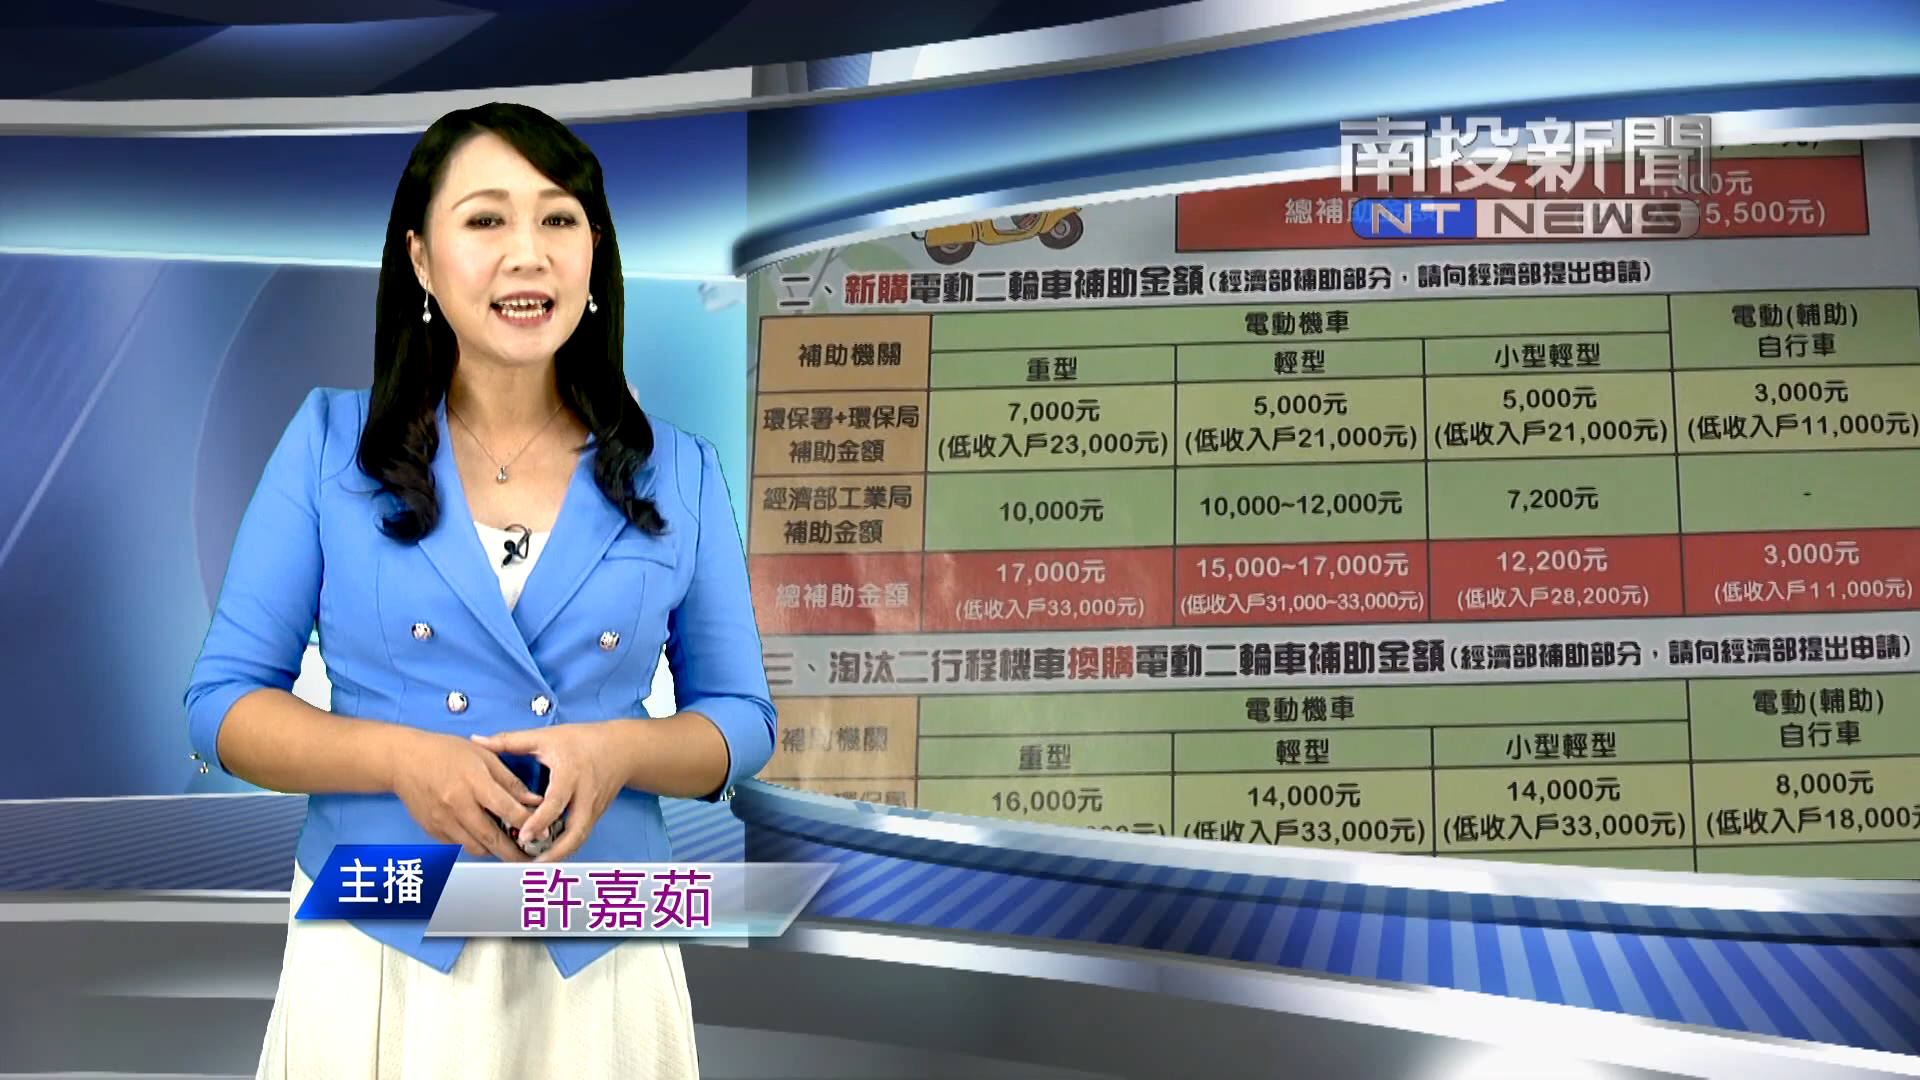 南投新聞
NT NEWS
總補助
5,500元)
二、新購電動二輪車補助金額(經濟部補助部分，請向經濟部提出申請)
補助機關
電動機車
電動(輔助)
自行車
重型
輕型
小型輕型
環保署+環保局
補助金額
7,000元
(低收入戶23,000元)
5,000元
(低收入戶21,000元)
5,000元
(低收入戶21,000元)
3,000元
(低收入戶11,000元)
經濟部工業局
補助金額
10,000元
10,000~12,000元
7,200元
-
總補助金額
17,000元
(低收入戶33,000元)
15,000~17,000元
(低收入戶31,000~33,000元)
12,200元
(低收入戶28,200元)
3,000元
(低收入戶11,000元)
三、淘汰二行程機車換購電動二輪車補助金額(經濟部補助部分，請向經濟部提出申請)
補助機關
電動機車
電動(輔助)
自行車
重型
輕型
小型輕型
16,000元
14,000元
(低收入戶33,000元)
14,000元
(低收入戶33,000元)
8,000元
(低收入戶18,000元
主播
許嘉茹